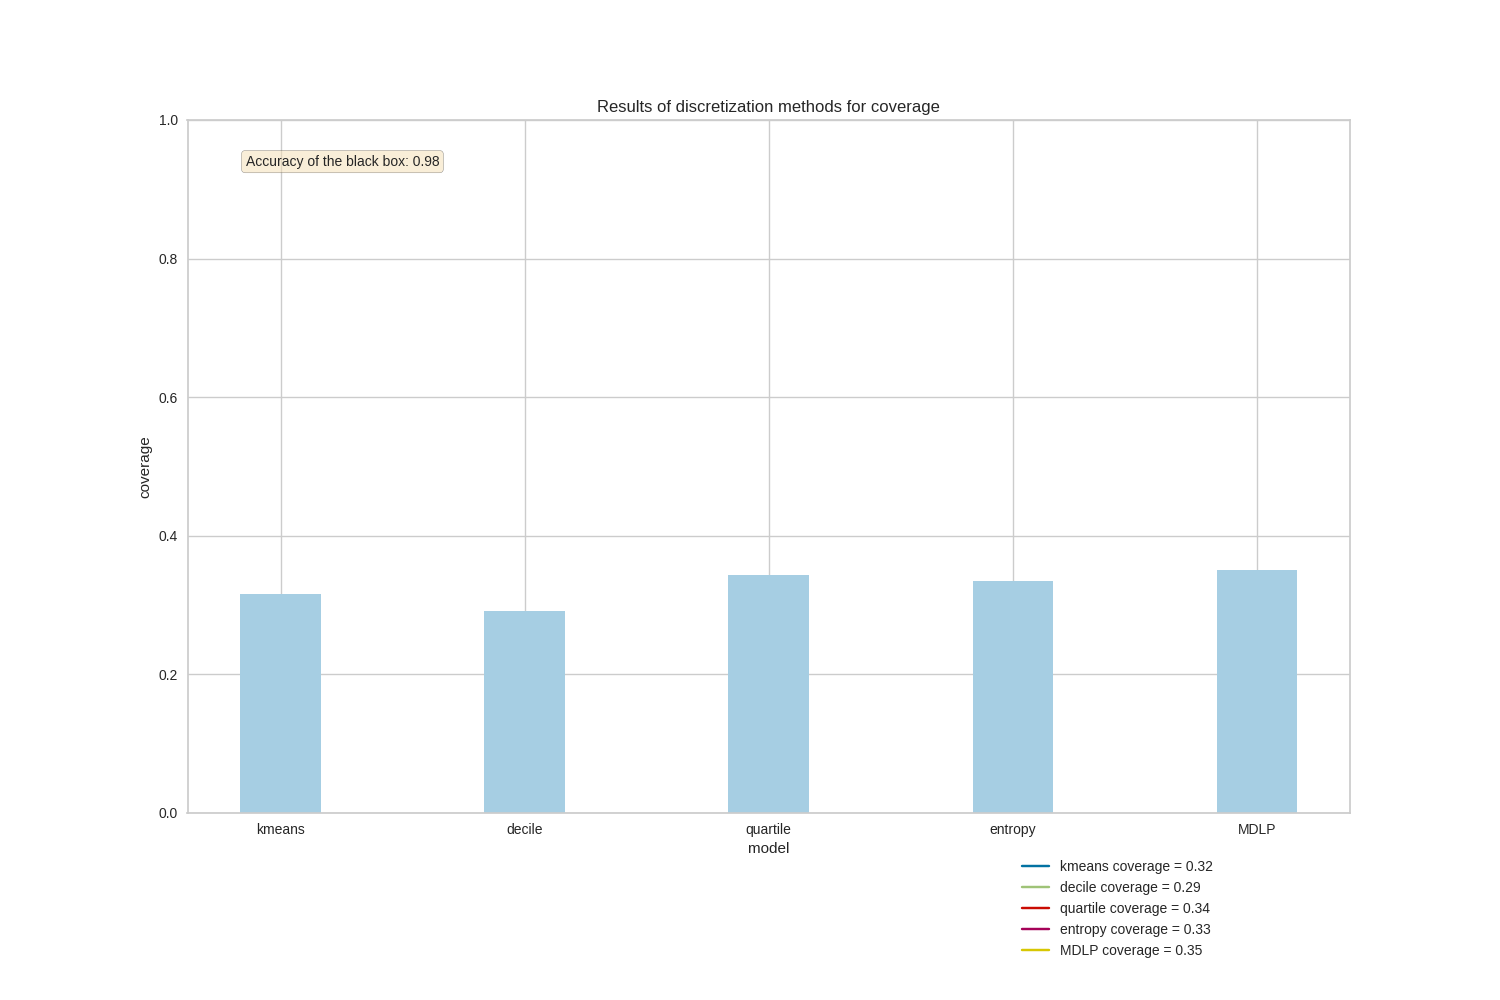 Results of discretization methods for coverage
1.0
Accuracy of the black box: 0.98
0.8
0.6
coverage
0.4
0.2
0.0
kmeans decile quartile entropy MDLP
model
kmeans coverage = 0.32
decile coverage = 0.29
quartile coverage = 0.34
entropy coverage = 0.33
MDLP coverage = 0.35